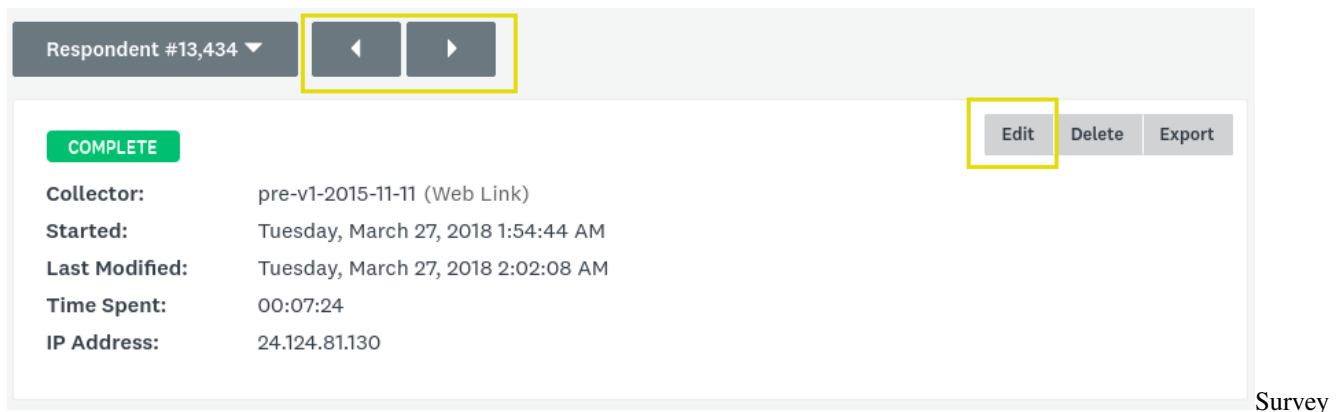 Respondent #13,434
COMPLETE
Edit Delete Export
Collector: pre-v1-2015-11-11 (Web Link)
Started: Tuesday, March 27, 2018 1:54:44 AM
Last Modified: Tuesday, March 27, 2018 2:02:08 AM
Time Spent: 00:07:24
IP Address: 24.124.81.130
Survey